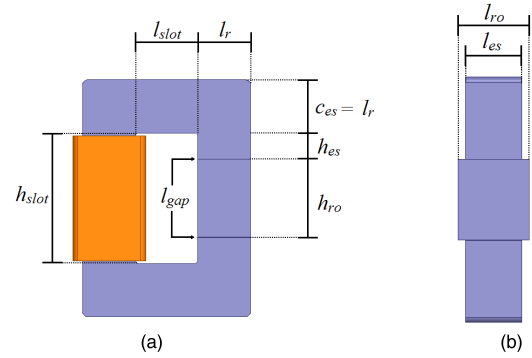 l_slot l_r
c_es = l_r
h_es
h_slot
l_gap
h_ro
l_ro
l_es
(a)
(b)